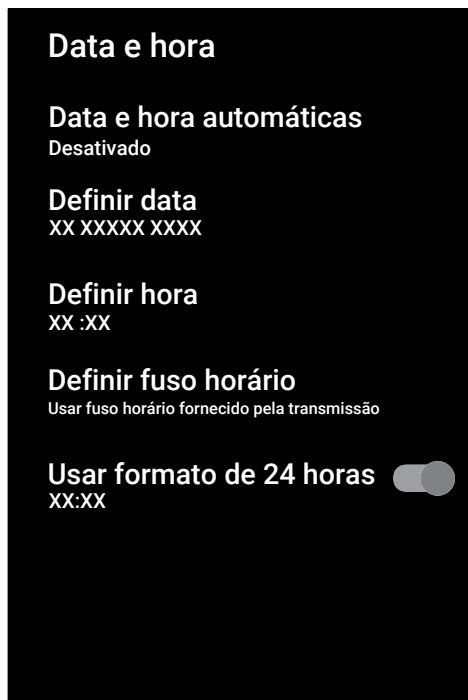 Data e hora
Data e hora automáticas
Desativado
Definir data
XX XXXXX XXXX
Definir hora
XX :XX
Definir fuso horário
Usar fuso horário fornecido pela transmissão
Usar formato de 24 horas
XX:XX